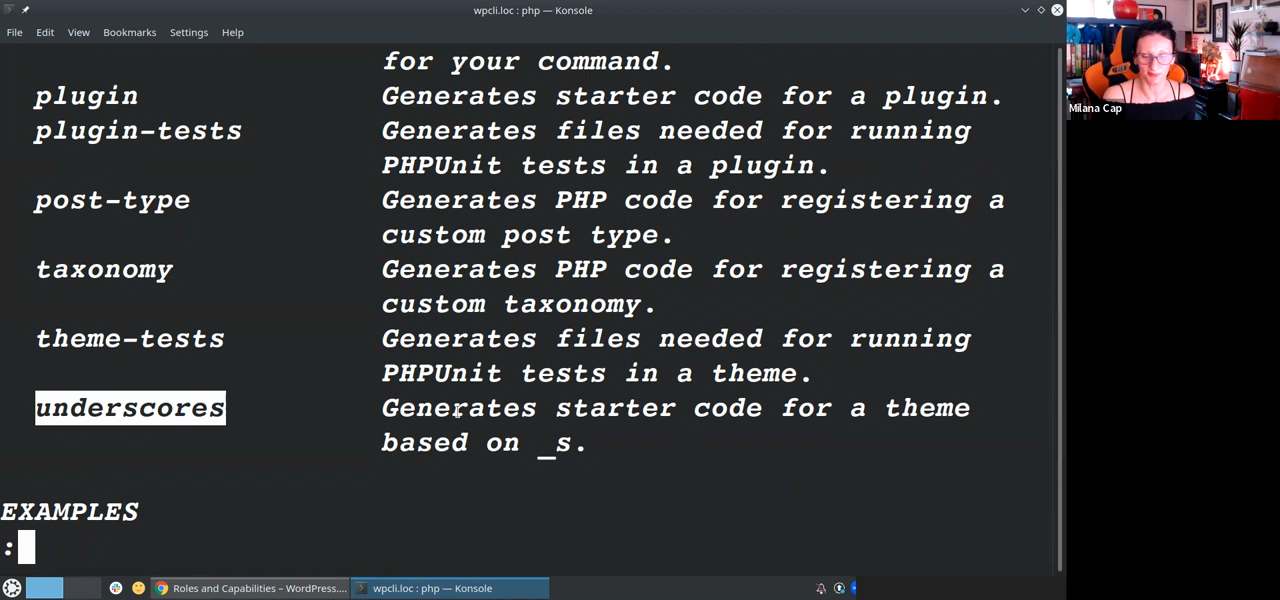 wpcli.loc : php — Konsole
File Edit View Bookmarks Settings Help
Milana Cap
for your command.
plugin Generates starter code for a plugin.
plugin-tests Generates files needed for running
PHPUnit tests in a plugin.
post-type Generates PHP code for registering a
custom post type.
taxonomy Generates PHP code for registering a
custom taxonomy.
theme-tests Generates files needed for running
PHPUnit tests in a theme.
underscores Generates starter code for a theme
based on _s.
EXAMPLES
:
Roles and Capabilities – WordPress.... wpcli.loc : php — Konsole